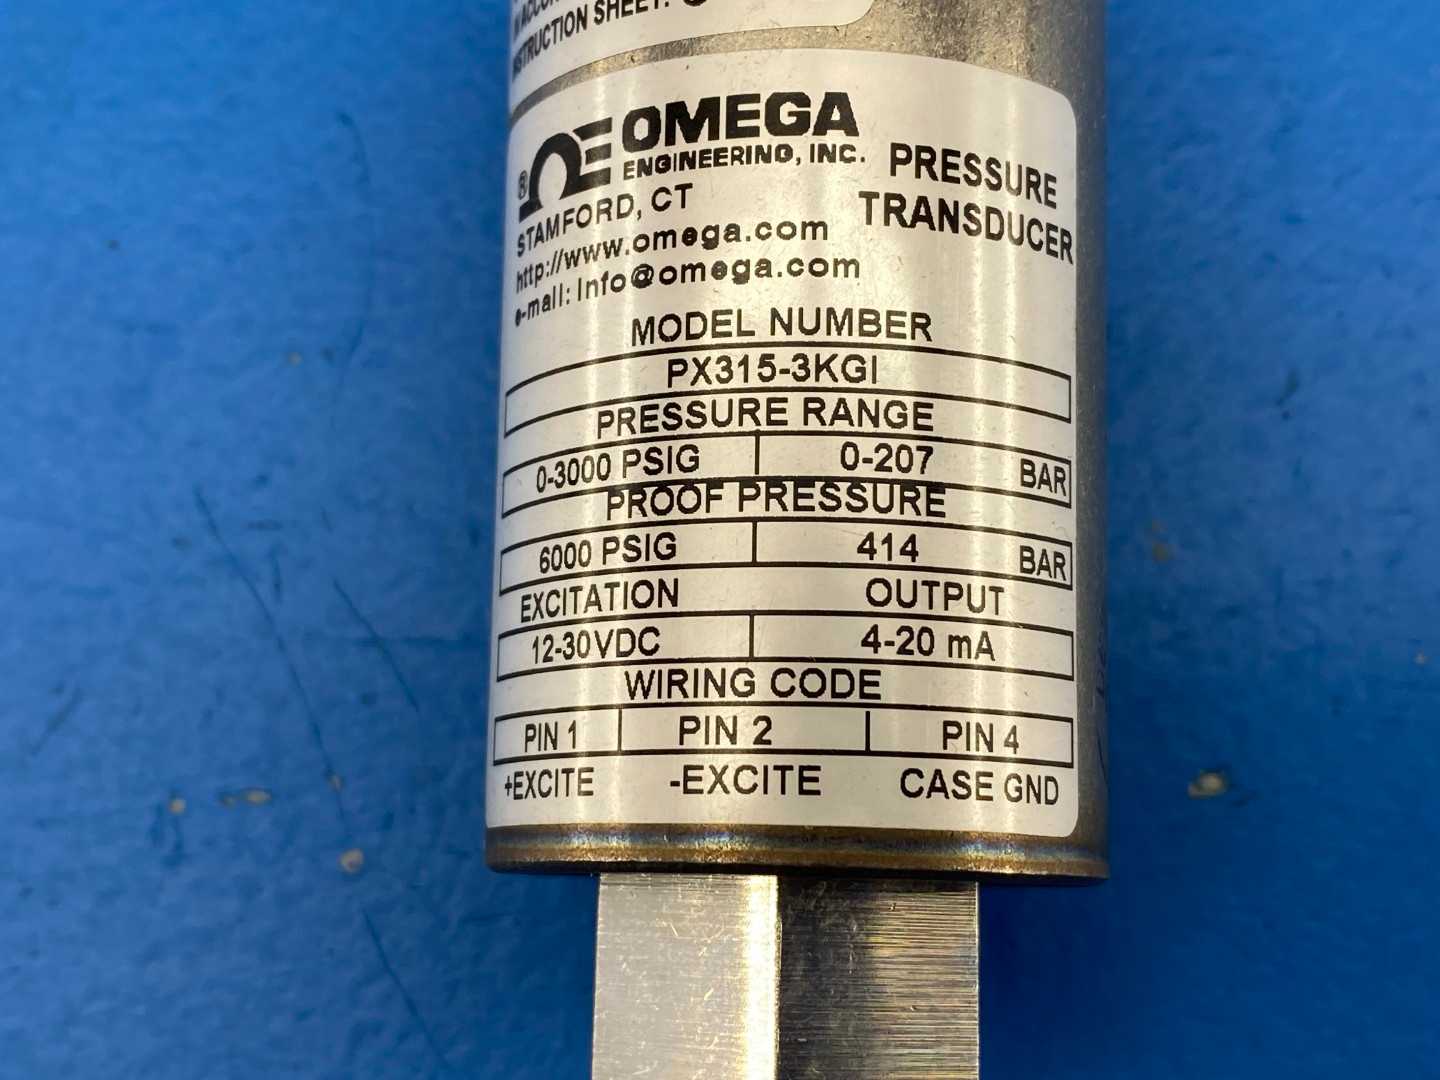 INSTRUCTION SHEET:
® OMEGA
ENGINEERING, INC.
STAMFORD, CT
http://www.omega.com
e-mail: info@omega.com
PRESSURE
TRANSDUCER
MODEL NUMBER
PX315-3KGI
PRESSURE RANGE
0-3000 PSIG 0-207 BAR
PROOF PRESSURE
6000 PSIG 414 BAR
EXCITATION OUTPUT
12-30VDC 4-20 mA
WIRING CODE
PIN 1 PIN 2 PIN 4
+EXCITE -EXCITE CASE GND